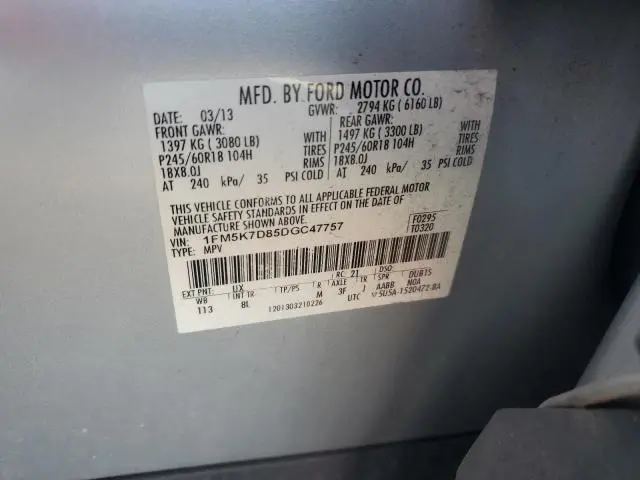 MFD. BY FORD MOTOR CO.
DATE: 03/13 GVWR: 2794 KG ( 6160 LB)
FRONT GAWR: REAR GAWR:
1397 KG ( 3080 LB) WITH 1497 KG ( 3300 LB) WITH
P245/60R18 104H TIRES P245/60R18 104H TIRES
18X8.0J RIMS 18X8.0J RIMS
AT 240 kPa/ 35 PSI COLD AT 240 kPa/ 35 PSI COLD
THIS VEHICLE CONFORMS TO ALL APPLICABLE FEDERAL MOTOR
VEHICLE SAFETY STANDARDS IN EFFECT ON THE DATE OF
MANUFACTURE SHOWN ABOVE.
VIN: 1FM5K7D85DGC47757 F0295
TYPE: MPV T0320
EXT PNT: UX RC: 21 DSO:
WB INT TR TP/PS R AXLE TR SPR DUB1S
113 8L M 3F J AABB NOA
12013032 10226 UTC